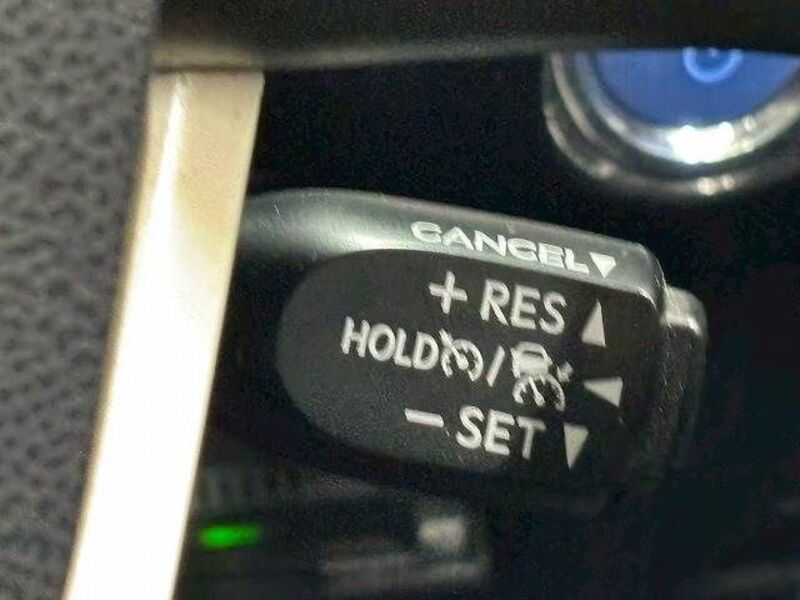 CANCEL
+ RES
HOLD /
- SET